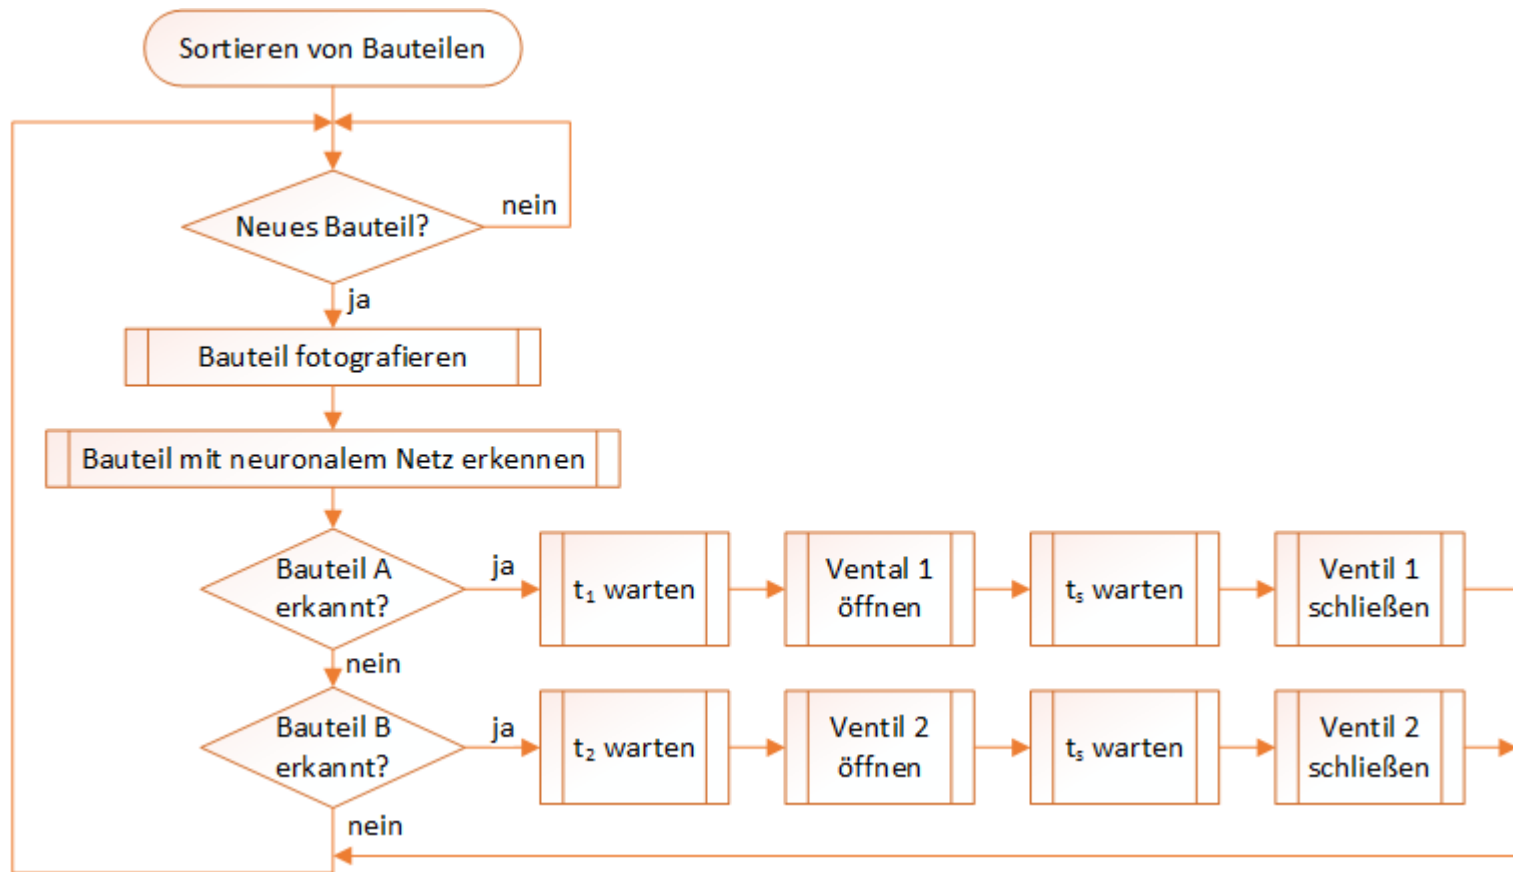 Sortieren von Bauteilen
nein
Neues Bauteil?
ja
Bauteil fotografieren
Bauteil mit neuronalem Netz erkennen
Bauteil A
erkannt?
ja
t₁ warten
Vental 1
öffnen
tₛ warten
Ventil 1
schließen
nein
Bauteil B
erkannt?
ja
t₂ warten
Ventil 2
öffnen
tₛ warten
Ventil 2
schließen
nein